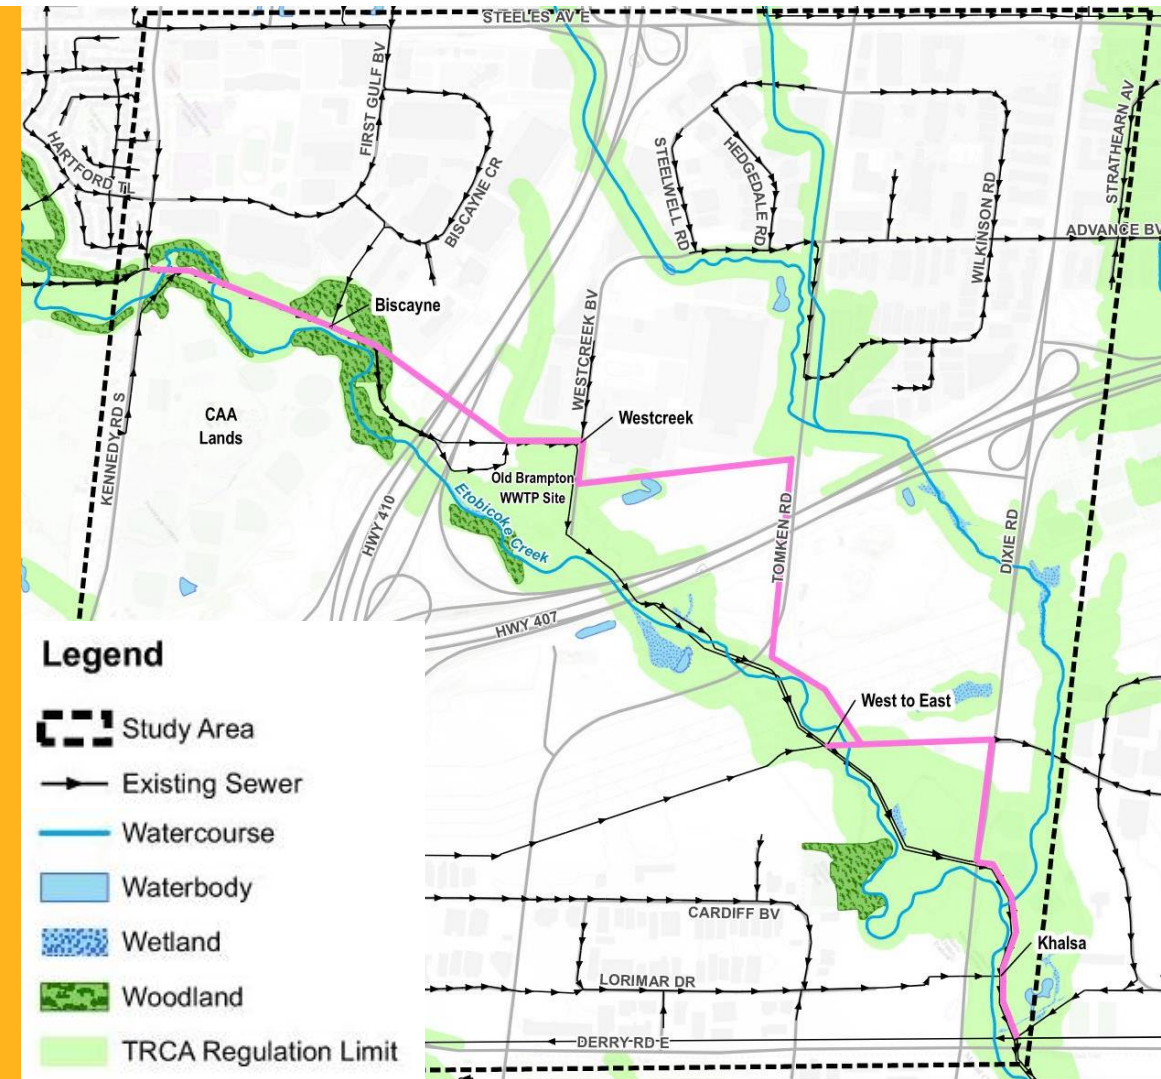 STEELES AV E
FIRST GULF BV
STRATHEARN AV
HARTFORD TL
STEELWELL RD
HEDGEDALE RD
BISCAYNE CR
WILKINSON RD
ADVANCE BV
Biscayne
WESTCREEK BV
KENNEDY RD S
CAA
Lands
Westcreek
Old Brampton
WWTP Site
Etobicoke Creek
HWY 410
TOMKEN RD
DIXIE RD
HWY 407
West to East
Legend
Study Area
Existing Sewer
Watercourse
Waterbody
Wetland
Woodland
TRCA Regulation Limit
CARDIFF BV
Khalsa
LORIMAR DR
DERRY RD E